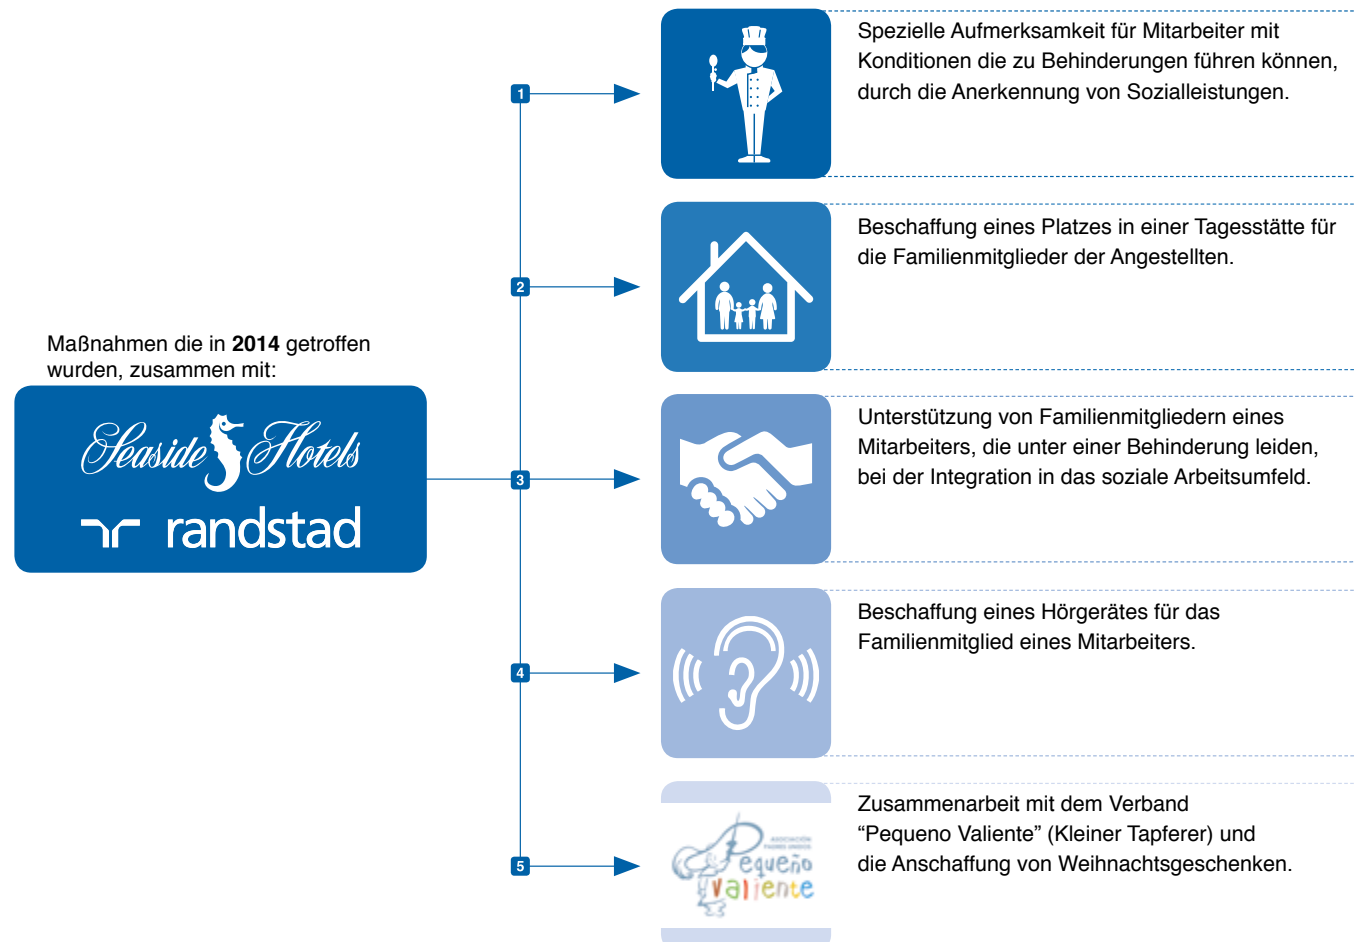 Maßnahmen die in 2014 getroffen
wurden, zusammen mit:
Seaside Hotels
randstad
1
Spezielle Aufmerksamkeit für Mitarbeiter mit
Konditionen die zu Behinderungen führen können,
durch die Anerkennung von Sozialleistungen.
2
Beschaffung eines Platzes in einer Tagesstätte für
die Familienmitglieder der Angestellten.
3
Unterstützung von Familienmitgliedern eines
Mitarbeiters, die unter einer Behinderung leiden,
bei der Integration in das soziale Arbeitsumfeld.
4
Beschaffung eines Hörgerätes für das
Familienmitglied eines Mitarbeiters.
5
ASOCIACIÓN
PADRES UNIDOS
Pequeño
Valiente
Zusammenarbeit mit dem Verband
“Pequeno Valiente” (Kleiner Tapferer) und
die Anschaffung von Weihnachtsgeschenken.